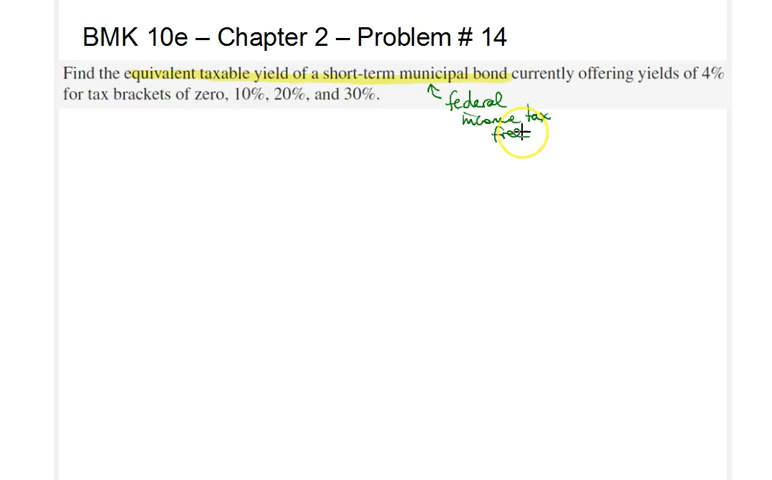 BMK 10e – Chapter 2 – Problem # 14
Find the equivalent taxable yield of a short-term municipal bond currently offering yields of 4%
for tax brackets of zero, 10%, 20%, and 30%.
federal
income tax
free